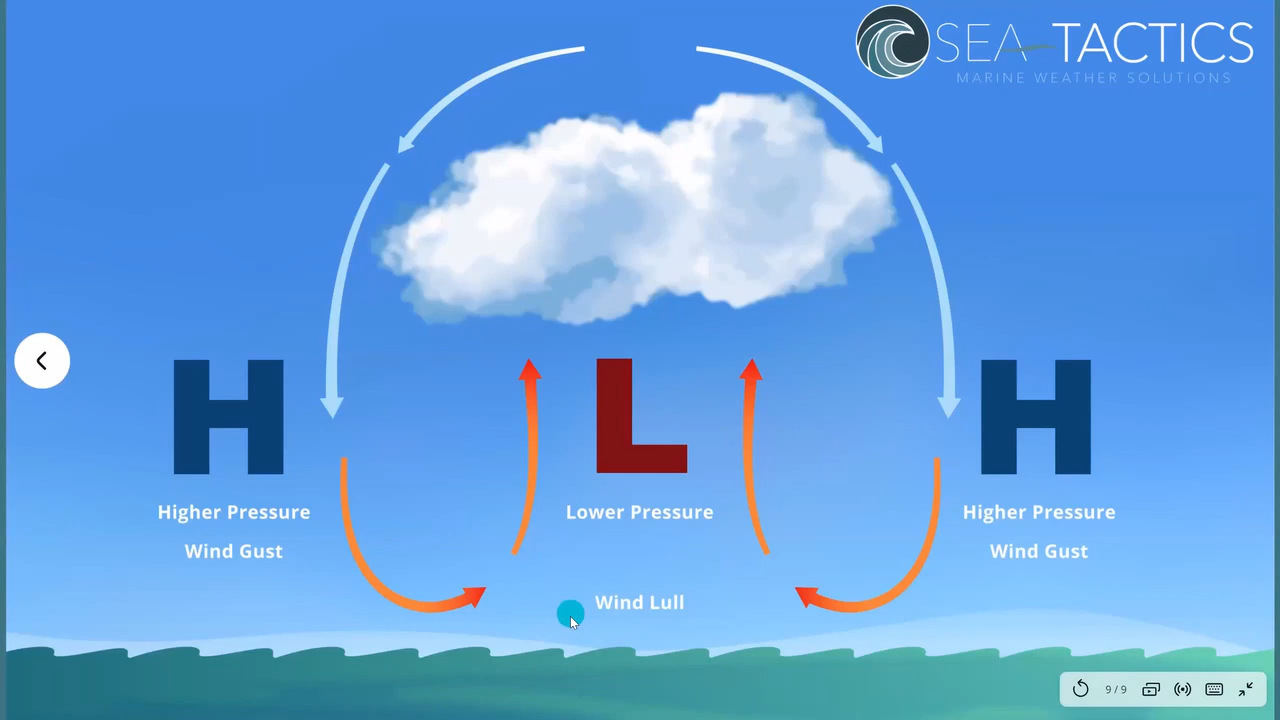 SEA TACTICS
MARINE WEATHER SOLUTIONS
H
L
H
Higher Pressure
Lower Pressure
Higher Pressure
Wind Gust
Wind Gust
Wind Lull
9 / 9